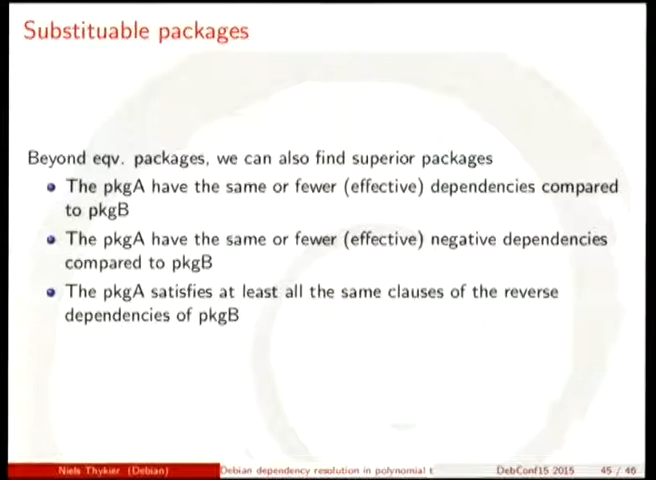 Substituable packages
Beyond eqv. packages, we can also find superior packages
The pkgA have the same or fewer (effective) dependencies compared
to pkgB
The pkgA have the same or fewer (effective) negative dependencies
compared to pkgB
The pkgA satisfies at least all the same clauses of the reverse
dependencies of pkgB
Niels Thykier (Debian)
Debian dependency resolution in polynomial t
DebConf15 2015
45 / 46